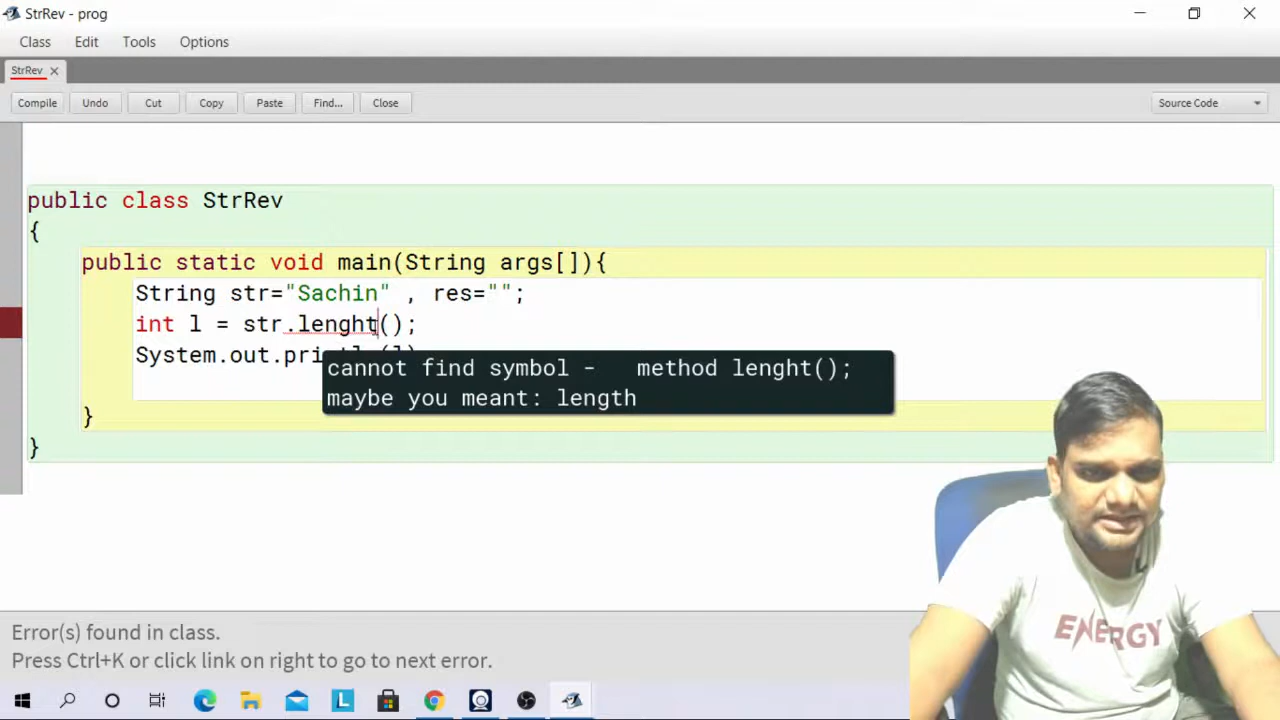 StrRev - prog
Class Edit Tools Options
StrRev
Compile Undo Cut Copy Paste Find... Close Source Code
public class StrRev
{
public static void main(String args[]){
String str="Sachin" , res="";
int l = str.lenght();
System.out.pri
cannot find symbol - method lenght();
maybe you meant: length
}
}
ENERGY
Error(s) found in class.
Press Ctrl+K or click link on right to go to next error.
L